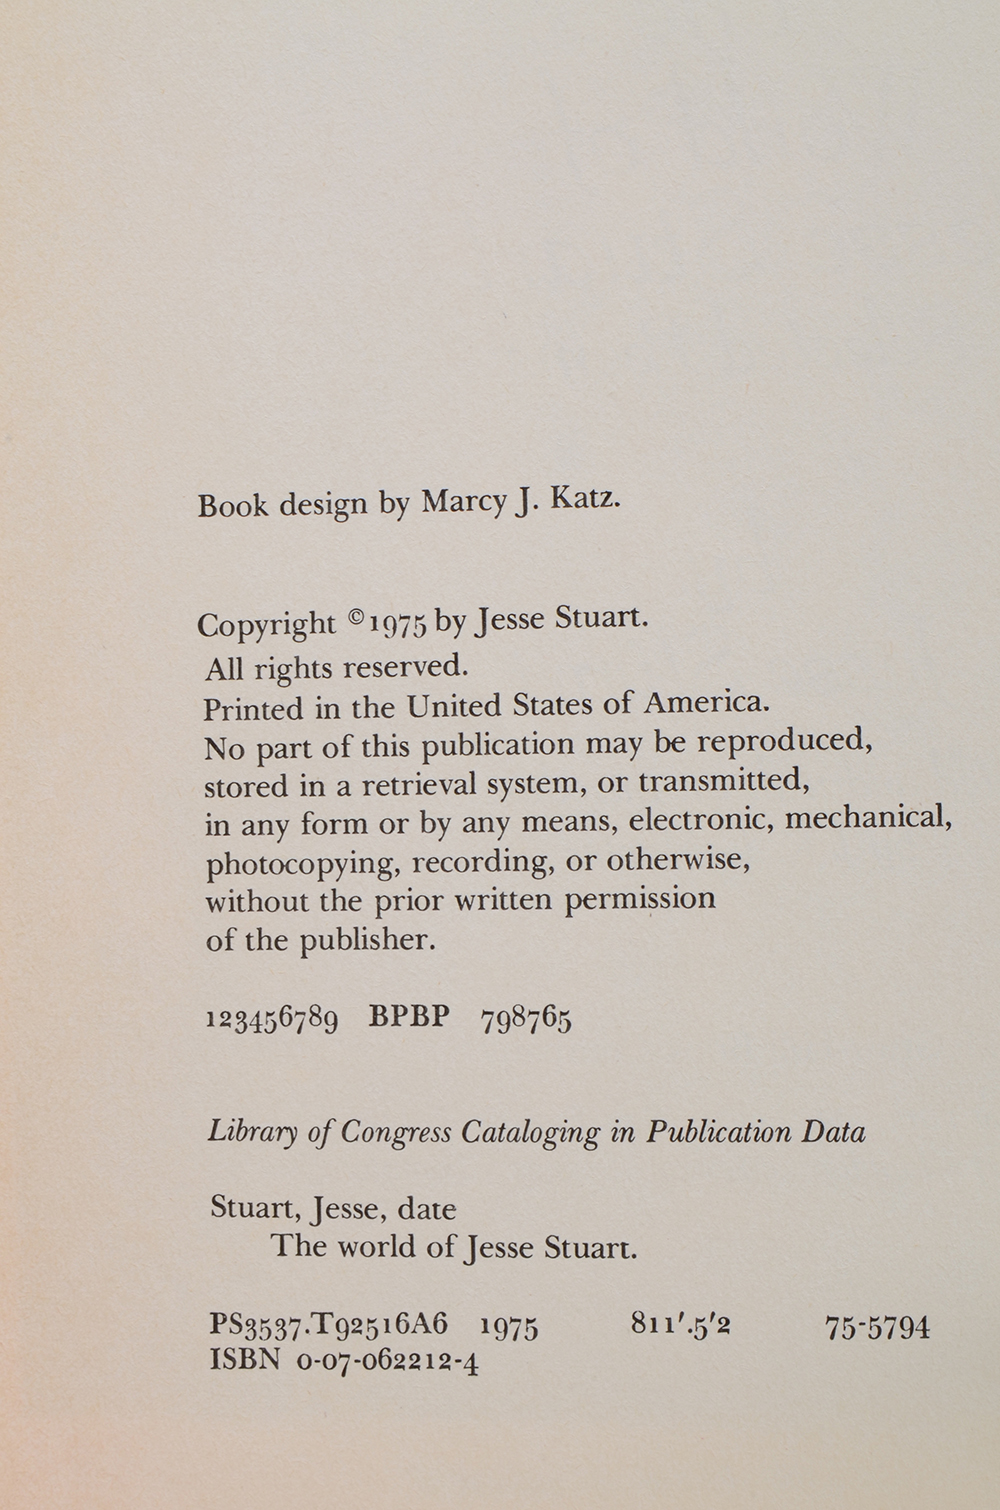 Book design by Marcy J. Katz.
Copyright © 1975 by Jesse Stuart.
All rights reserved.
Printed in the United States of America.
No part of this publication may be reproduced,
stored in a retrieval system, or transmitted,
in any form or by any means, electronic, mechanical,
photocopying, recording, or otherwise,
without the prior written permission
of the publisher.
123456789 BPBP 798765
Library of Congress Cataloging in Publication Data
Stuart, Jesse, date
The world of Jesse Stuart.
PS3537.T92516A6 1975 811'.5'2 75-5794
ISBN 0-07-062212-4